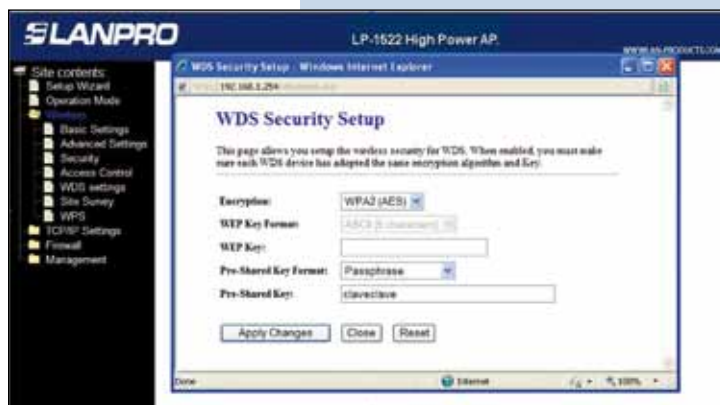 LANPRO
LP-1522 High Power AP.
WDS Security Setup - Windows Internet Explorer
192.168.1.254
Site contents:
Setup Wizard
Operation Mode
Wireless
Basic Settings
Advanced Settings
Security
Access Control
WDS settings
Site Survey
WPS
TCP/IP Settings
Firewall
Management
WDS Security Setup
This page allows you setup the wireless security for WDS. When enabled, you must make
sure each WDS device has adopted the same encryption algorithm and Key.
Encryption: WPA2 (AES)
WEP Key Format: ASCII (5 characters)
WEP Key:
Pre-Shared Key Format: Passphrase
Pre-Shared Key: claveclave
Apply Changes Close Reset
Done Internet 100%